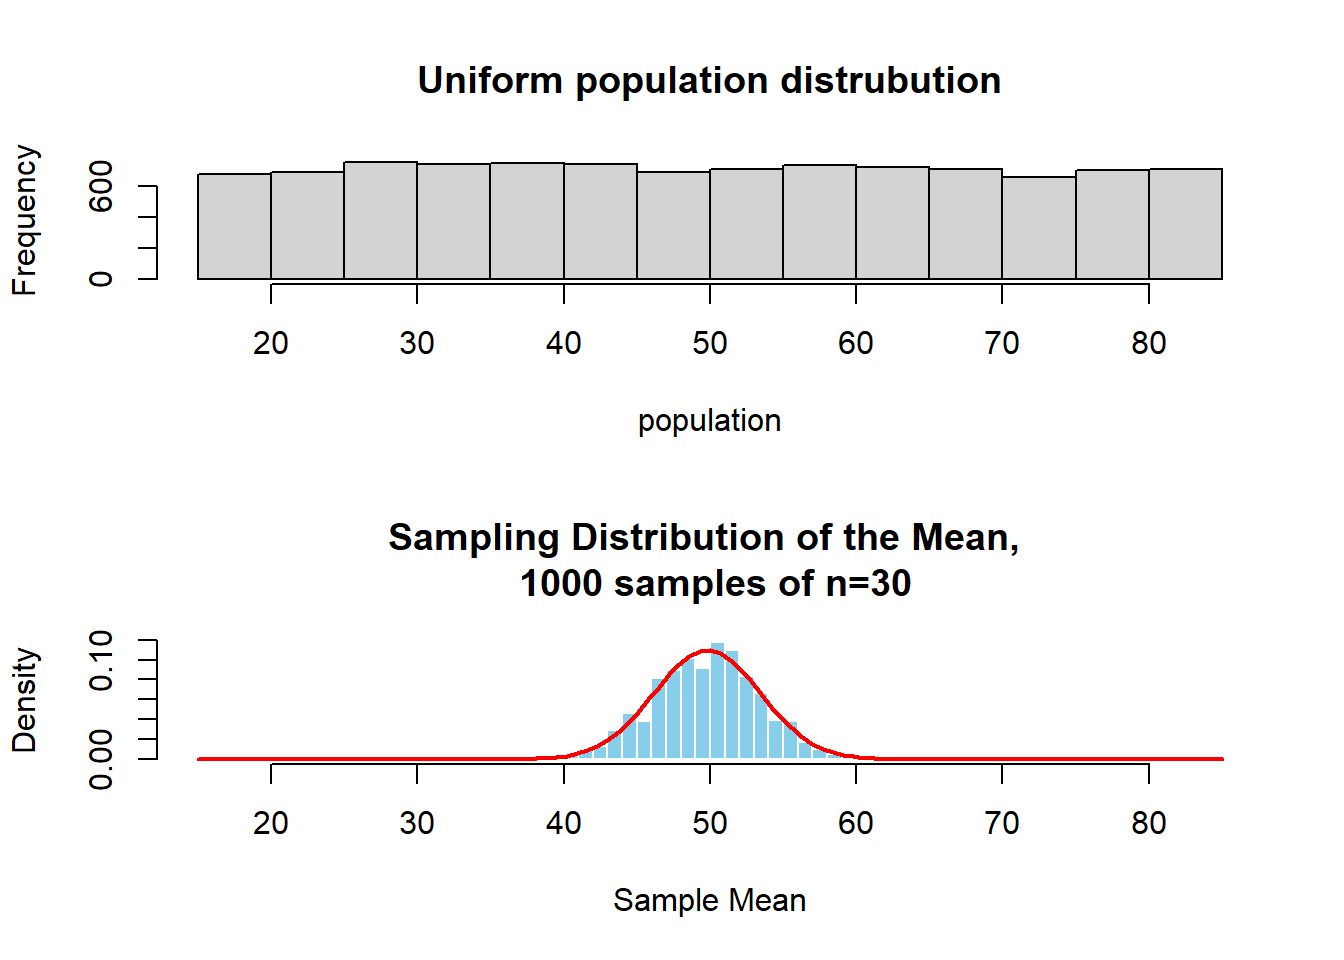 Uniform population distrubution
Frequency
600
0
20 30 40 50 60 70 80
population
Sampling Distribution of the Mean,
1000 samples of n=30
Density
0.10
0.00
20 30 40 50 60 70 80
Sample Mean